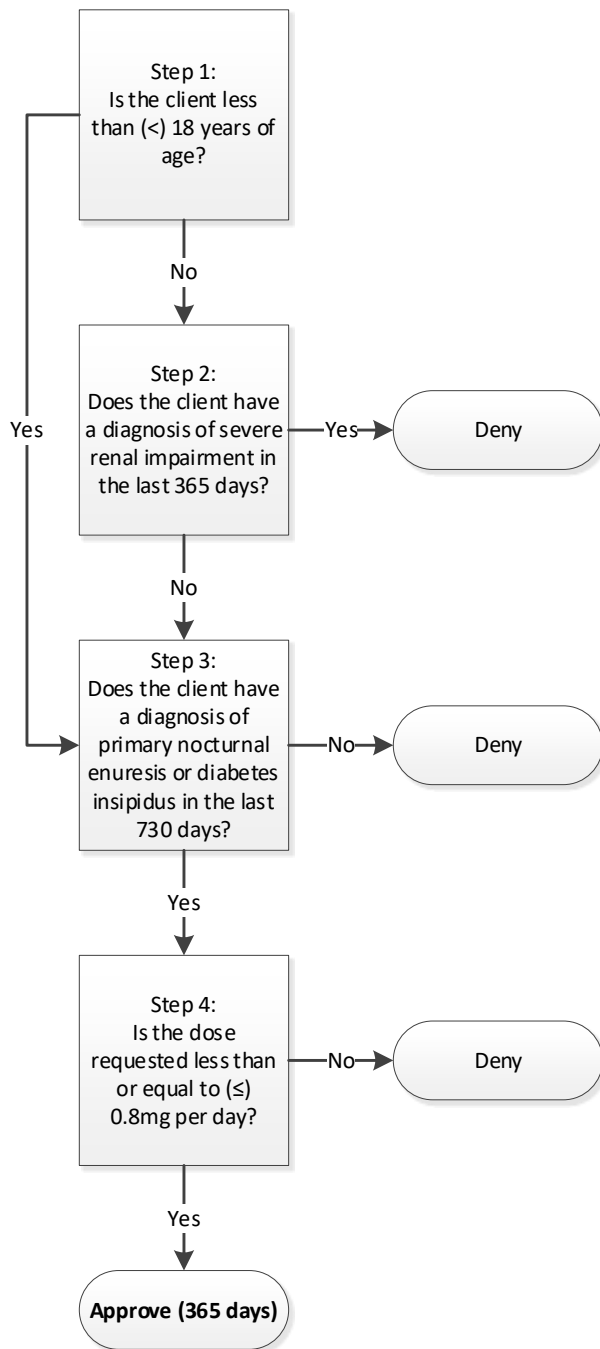 Step 1:
Is the client less
than (<) 18 years of
age?
No
Step 2:
Does the client have
a diagnosis of severe
renal impairment in
the last 365 days?
Yes
Deny
Yes
No
Step 3:
Does the client have
a diagnosis of
primary nocturnal
enuresis or diabetes
insipidus in the last
730 days?
No
Deny
Yes
Step 4:
Is the dose
requested less than
or equal to (≤)
0.8mg per day?
No
Deny
Yes
Approve (365 days)